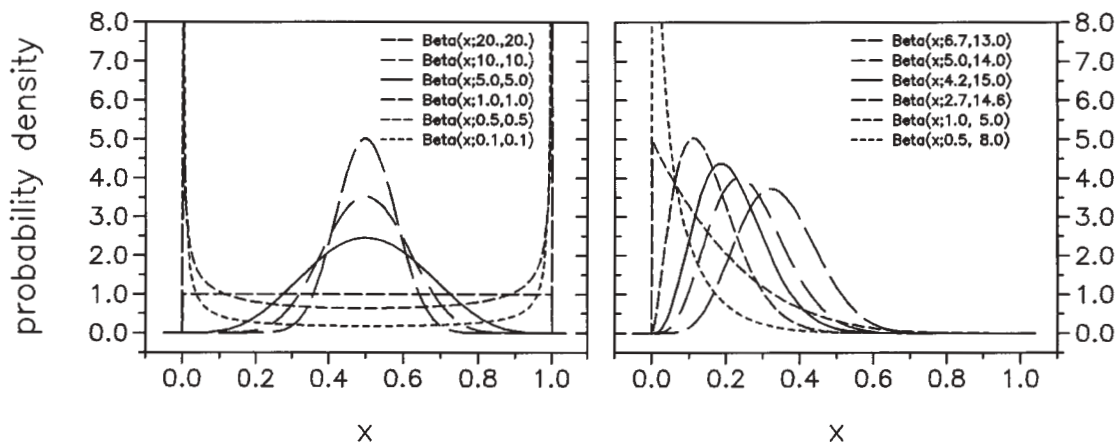 probability density
8.0
7.0
6.0
5.0
4.0
3.0
2.0
1.0
0.0
Beta(x;20.,20.)
Beta(x;10.,10.)
Beta(x;5.0,5.0)
Beta(x;1.0,1.0)
Beta(x;0.5,0.5)
Beta(x;0.1,0.1)
0.0 0.2 0.4 0.6 0.8 1.0
X
Beta(x;6.7,13.0)
Beta(x;5.0,14.0)
Beta(x;4.2,15.0)
Beta(x;2.7,14.6)
Beta(x;1.0, 5.0)
Beta(x;0.5, 8.0)
8.0
7.0
6.0
5.0
4.0
3.0
2.0
1.0
0.0
0.0 0.2 0.4 0.6 0.8 1.0
X